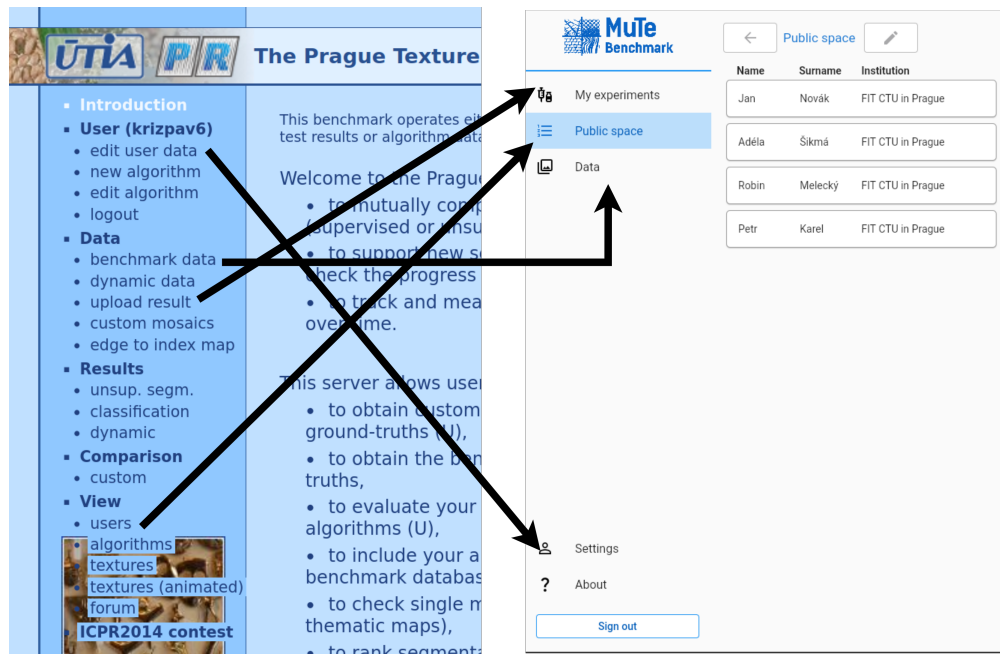 ÚTIA PR The Prague Texture
Introduction
User (krizpav6)
edit user data
new algorithm
edit algorithm
logout
Data
benchmark data
dynamic data
upload result
custom mosaics
edge to index map
Results
unsup. segm.
classification
dynamic
Comparison
custom
View
users
algorithms
textures
textures (animated)
forum
ICPR2014 contest
This benchmark operates
test results or algorithm
Welcome to the Prague
• to mutually
(supervised or
• to support new
check the progress
• to track and
over time.
This server allows
• to obtain custom
ground-truths (U),
• to obtain the
truths,
• to evaluate your
algorithms (U),
• to include your a
benchmark
• to check single
thematic maps),
• to rank
MuTe
Benchmark
My experiments
Public space
Data
Settings
? About
Sign out
Public space
Name Surname Institution
Jan Novák FIT CTU in Prague
Adéla Šikmá FIT CTU in Prague
Robin Melecký FIT CTU in Prague
Petr Karel FIT CTU in Prague